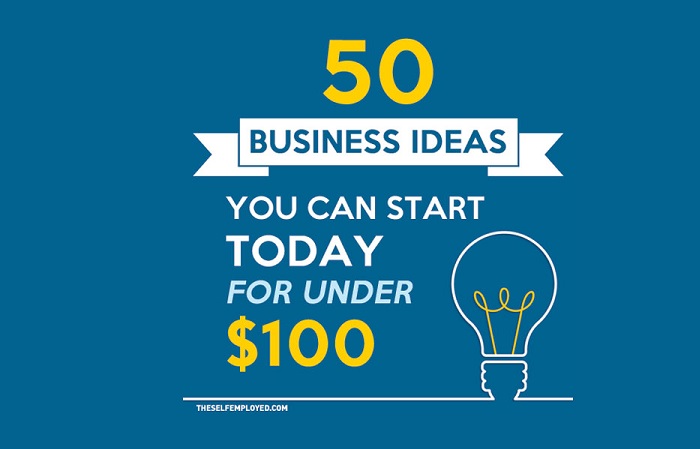 50
BUSINESS IDEAS
YOU CAN START
TODAY
FOR UNDER
$100
THESELFEMPLOYED.COM